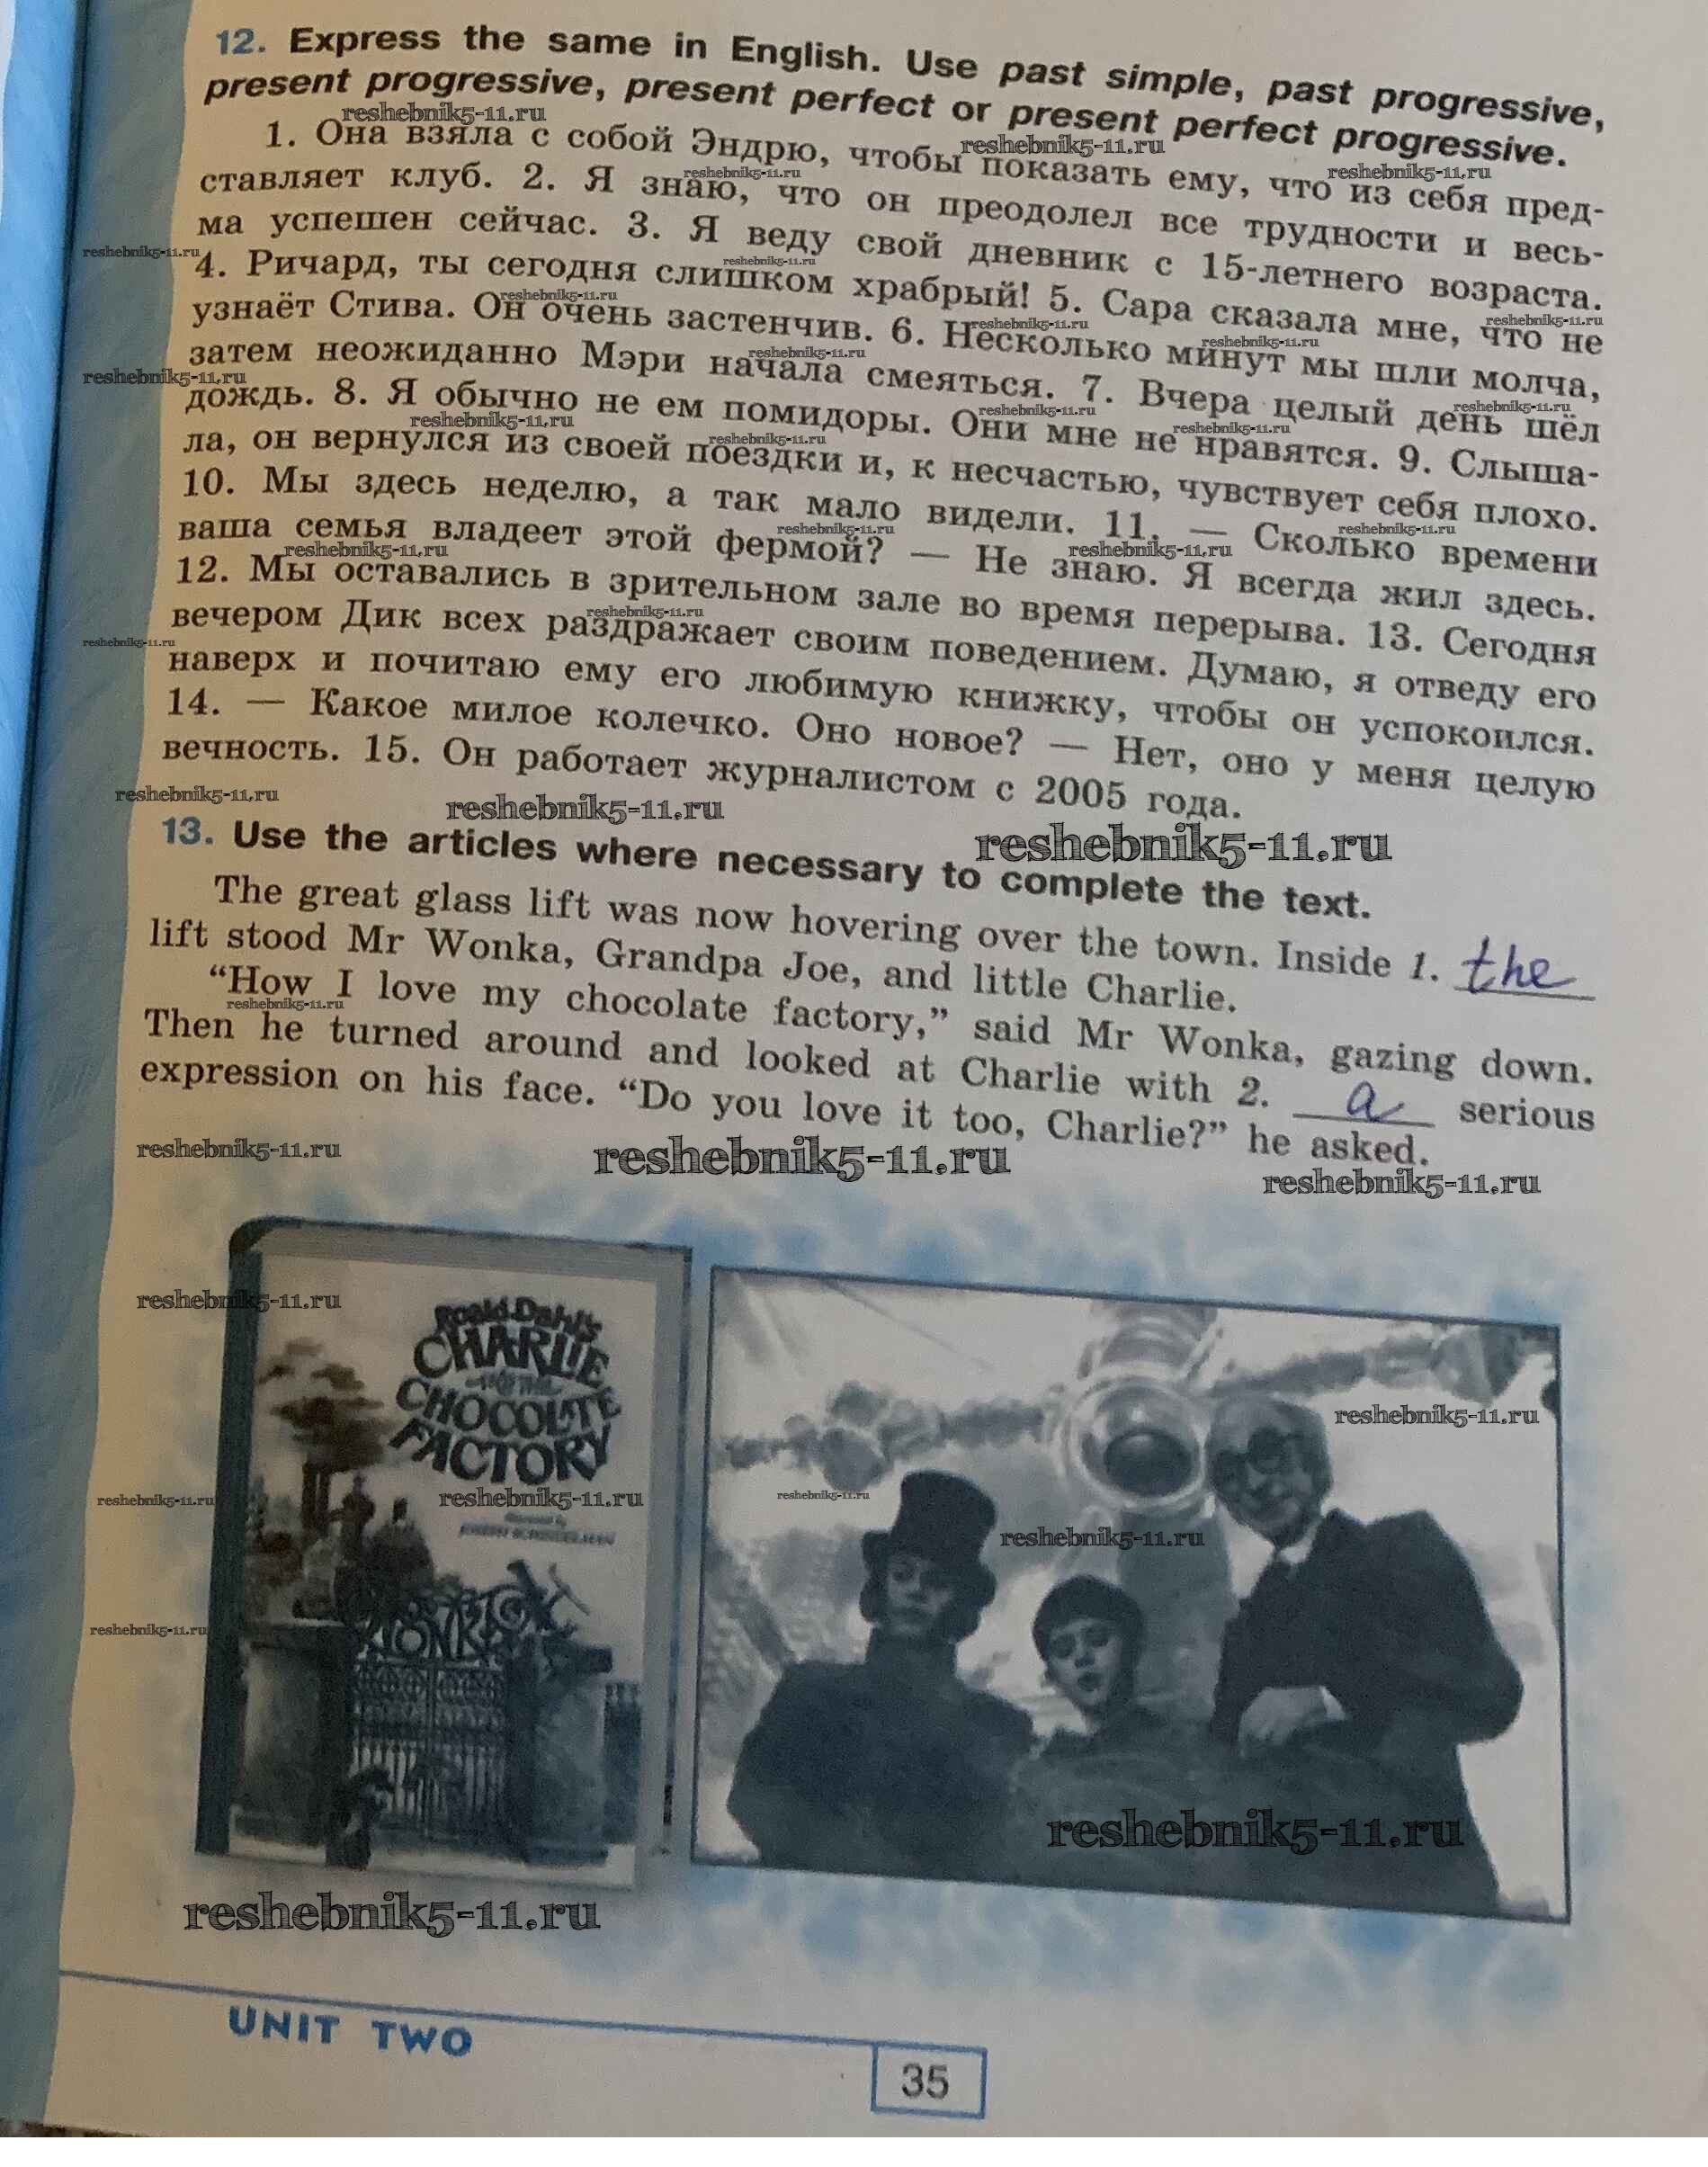 12. Express the same in English. Use past simple, past progressive,
present progressive, present perfect or present perfect progressive.
1. Она взяла с собой Эндрю, чтобы показать ему, что из себя пред-
ставляет клуб. 2. Я знаю, что он преодолел все трудности и весь-
ма успешен сейчас. 3. Я веду свой дневник с 15-летнего возраста.
4. Ричард, ты сегодня слишком храбрый! 5. Сара сказала мне, что не
узнаёт Стива. Он очень застенчив. 6. Несколько минут мы шли молча,
затем неожиданно Мэри начала смеяться. 7. Вчера целый день шёл
дождь. 8. Я обычно не ем помидоры. Они мне не нравятся. 9. Слыша-
ла, он вернулся из своей поездки и, к несчастью, чувствует себя плохо.
10. Мы здесь неделю, а так мало видели. 11. — Сколько времени
ваша семья владеет этой фермой? — Не знаю. Я всегда жил здесь.
12. Мы оставались в зрительном зале во время перерыва. 13. Сегодня
вечером Дик всех раздражает своим поведением. Думаю, я отведу его
наверх и почитаю ему его любимую книжку, чтобы он успокоился.
14. — Какое милое колечко. Оно новое? — Нет, оно у меня целую
вечность. 15. Он работает журналистом с 2005 года.
13. Use the articles where necessary to complete the text.
The great glass lift was now hovering over the town. Inside 1. the
lift stood Mr Wonka, Grandpa Joe, and little Charlie.
“How I love my chocolate factory,” said Mr Wonka, gazing down.
Then he turned around and looked at Charlie with 2. a serious
expression on his face. “Do you love it too, Charlie?” he asked.
Roald Dahl's
CHARLIE
AND THE
CHOCOLATE
FACTORY
JOSEPH SCHINDELMAN
WONKA
UNIT TWO
35
reshebnik5-11.ru